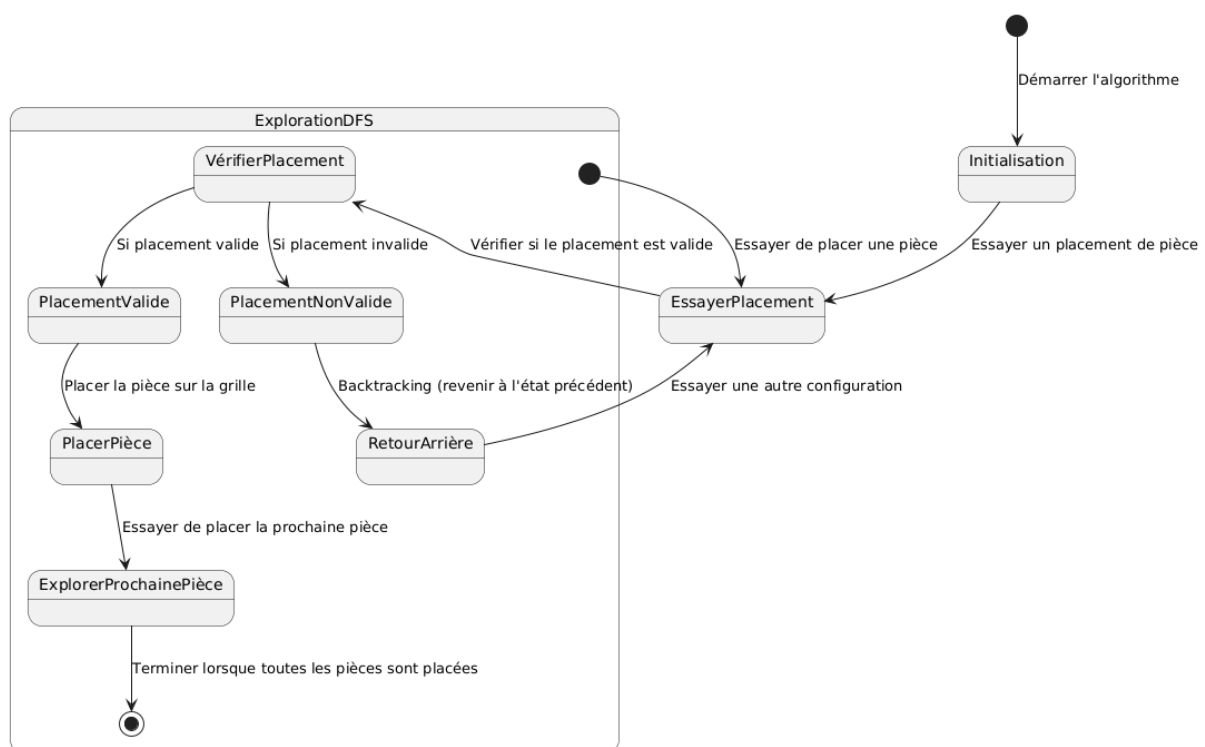 Démarrer l'algorithme
ExplorationDFS
VérifierPlacement
Initialisation
Si placement valide
Si placement invalide
Vérifier si le placement est valide
Essayer de placer une pièce
Essayer un placement de pièce
PlacementValide
PlacementNonValide
EssayerPlacement
Placer la pièce sur la grille
Backtracking (revenir à l'état précédent)
Essayer une autre configuration
PlacerPièce
RetourArrière
Essayer de placer la prochaine pièce
ExplorerProchainePièce
Terminer lorsque toutes les pièces sont placées